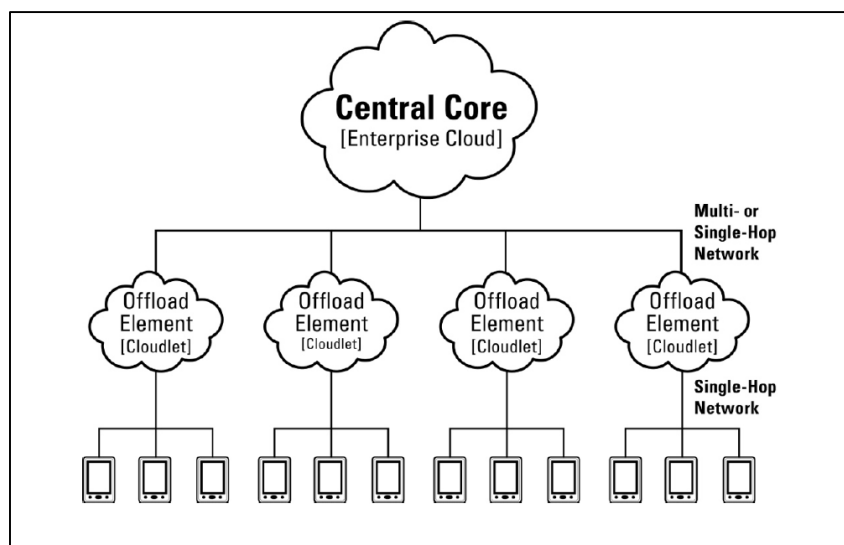 Central Core
[Enterprise Cloud]
Multi- or
Single-Hop
Network
Offload
Element
[Cloudlet]
Offload
Element
[Cloudlet]
Offload
Element
[Cloudlet]
Offload
Element
[Cloudlet]
Single-Hop
Network